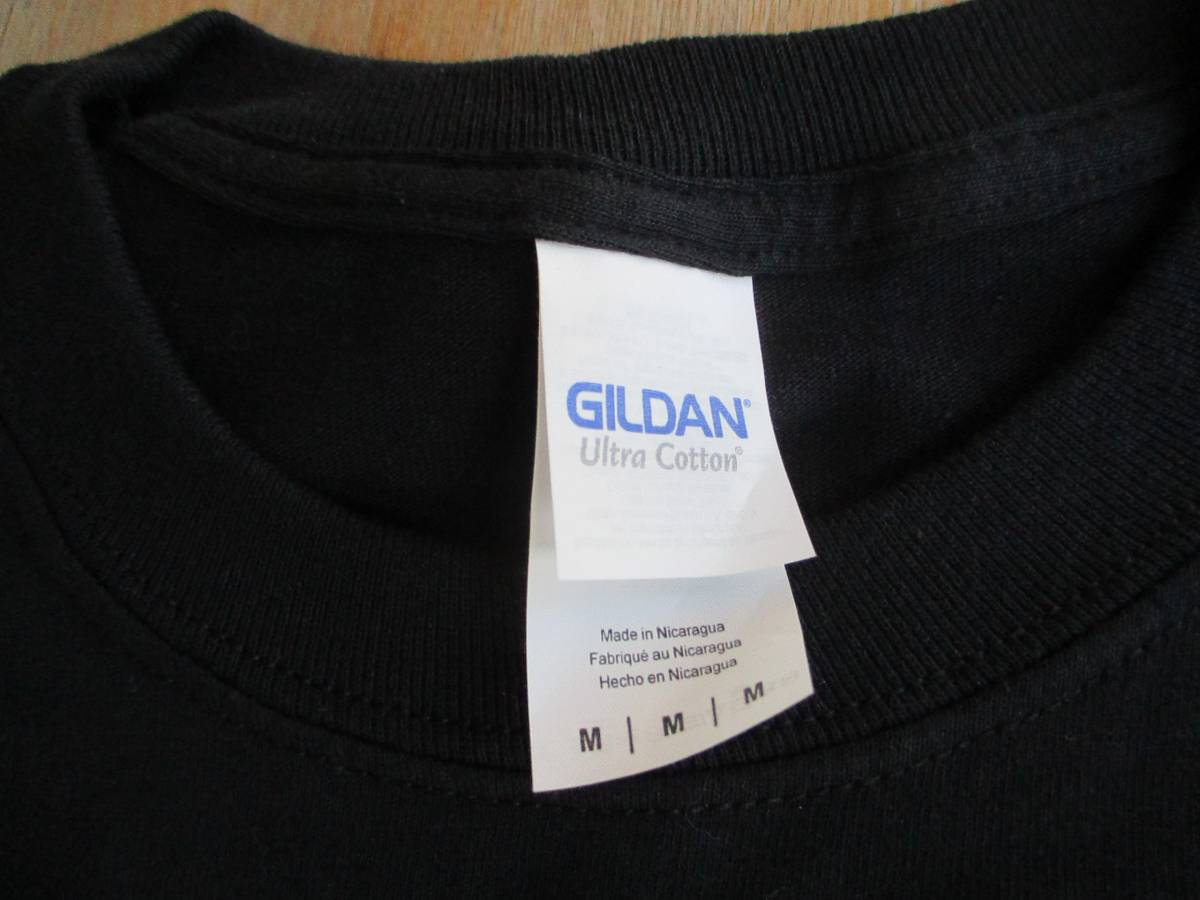 GILDAN®
Ultra Cotton®
Made in Nicaragua
Fabriqué au Nicaragua
Hecho en Nicaragua
M | M | M